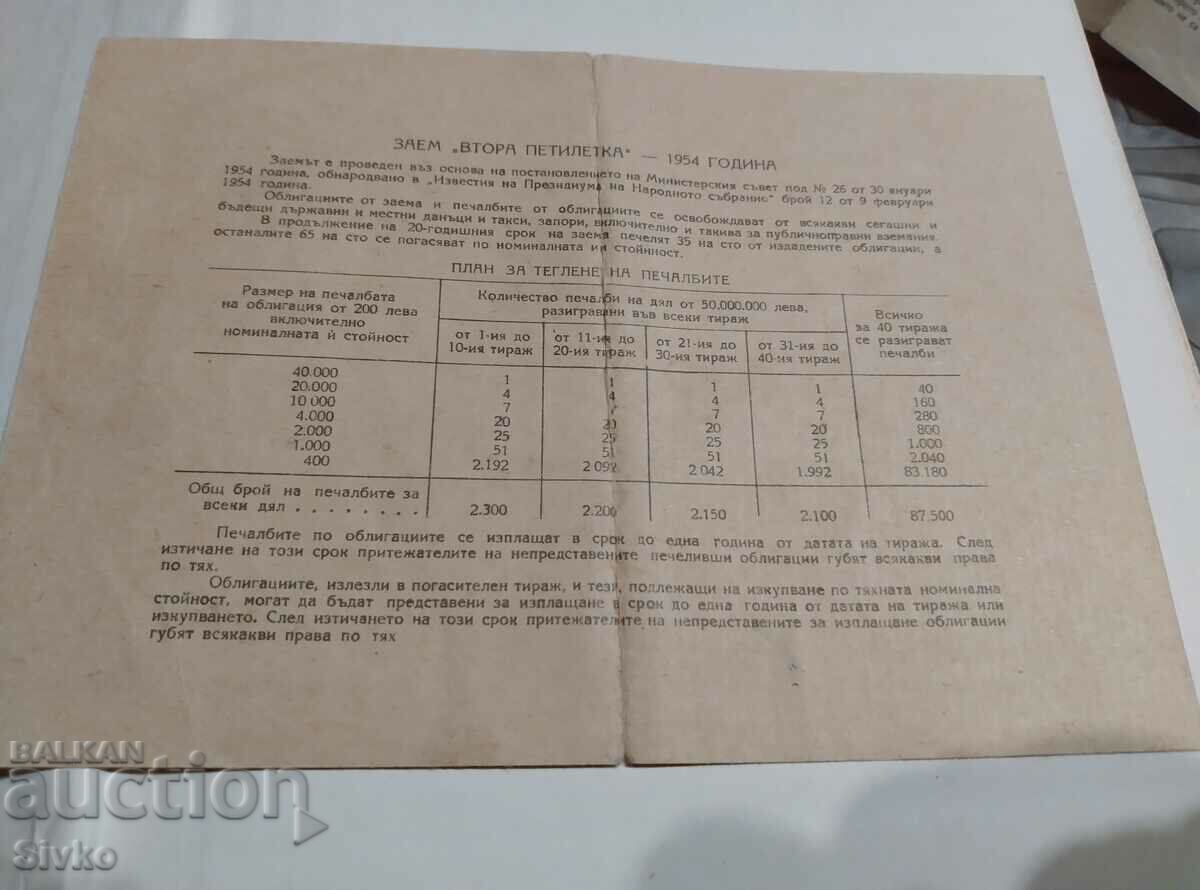 ЗАЕМ „ВТОРА ПЕТИЛЕТКА" — 1954 ГОДИНА
Заемът е проведен въз основа на постановлението на Министерския съвет под № 26 от 30 януари
1954 година, обнародвано в „Известия на Президиума на Народното събрание" брой 12 от 9 февруари
1954 година.
Облигациите от заема и печалбите от облигациите се освобождават от всякакви сегашни и
бъдещи държавни и местни данъци и такси, запори, включително и такива за публичноправни вземания.
В продължение на 20-годишния срок на заема печелят 35 на сто от издадените облигации, а
останалите 65 на сто се погасяват по номиналната им стойност.
ПЛАН ЗА ТЕГЛЕНЕ НА ПЕЧАЛБИТЕ
Размер на печалбата
на облигация от 200 лева
включително
номиналната ѝ стойност
Количество печалби на дял от 50.000.000 лева,
разигравани във всеки тираж
от 1-ия до
10-ия тираж
от 11-ия до
20-ия тираж
от 21-ия до
30-ия тираж
от 31-ия до
40-ия тираж
Всичко
за 40 тиража
се разиграват
печалби
40.000 1 1 1 1 40
20.000 4 4 4 4 160
10.000 7 7 7 280
4.000 20 20 20 20 800
2.000 25 25 25 25 1.000
1.000 51 51 51 51 2.040
400 2.192 2 092 2 042 1.992 83.180
Общ брой на печалбите за
всеки дял . . . . . . . . 2.300 2.200 2.150 2.100 87.500
Печалбите по облигациите се изплащат в срок до една година от датата на тиража. След
изтичане на този срок притежателите на непредставените печеливши облигации губят всякакви права
по тях.
Облигациите, излезли в погасителен тираж, и тези, подлежащи на изкупване по тяхната номинална
стойност, могат да бъдат представени за изплащане в срок до една година от датата на тиража или
изкупването. След изтичането на този срок притежателите на непредставените за изплащане облигации
губят всякакви права по тях
BALKAN
auction
Sivko